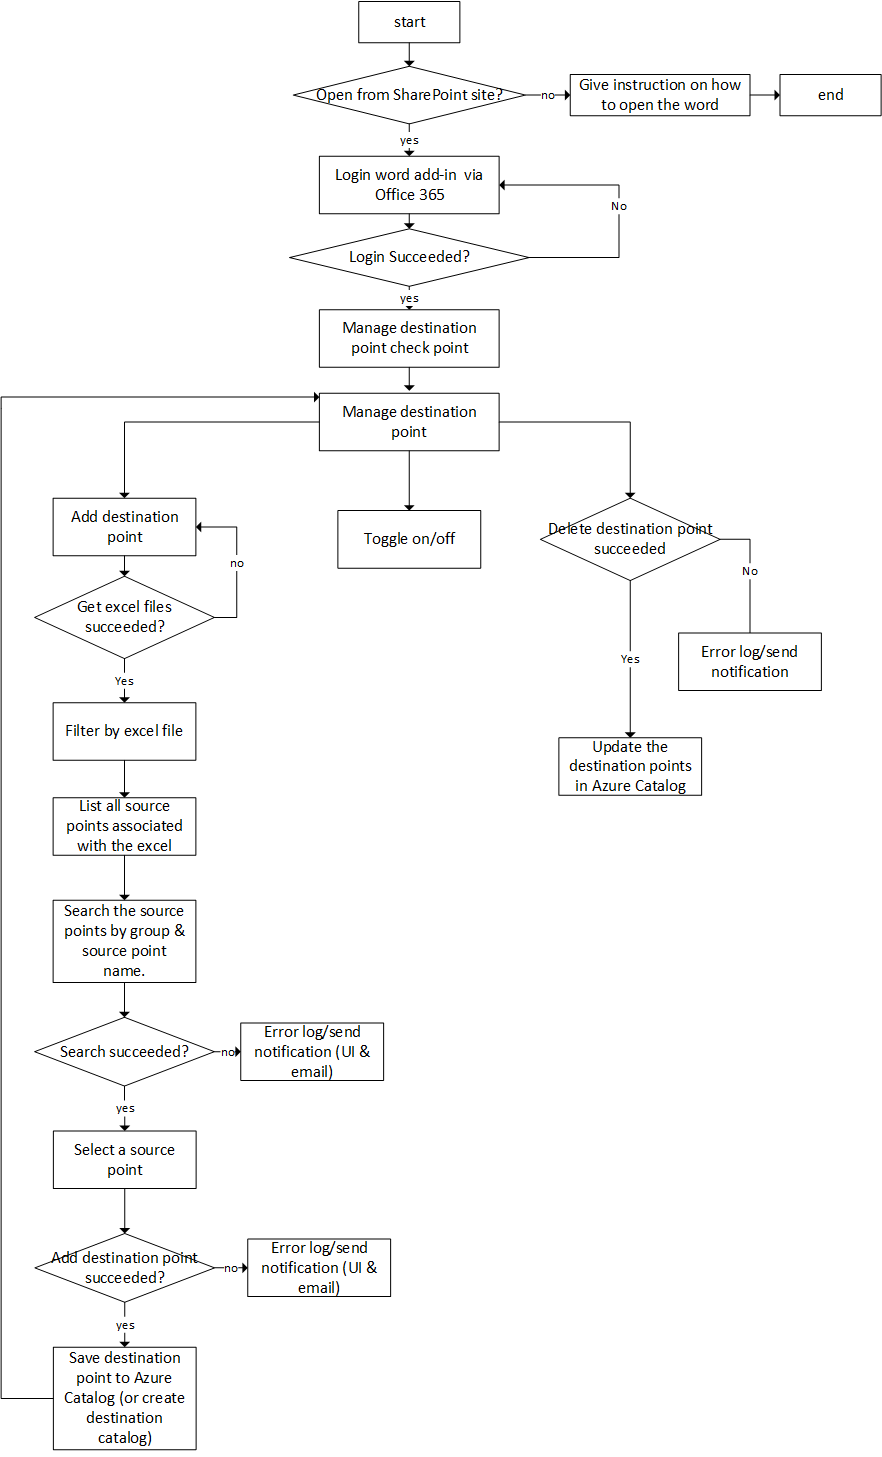 start
Open from SharePoint site?
no
Give instruction on how
to open the word
end
yes
Login word add-in  via
Office 365
No
Login Succeeded?
yes
Manage destination
point check point
Manage destination
point
Add destination
point
Toggle on/off
Delete destination point
succeeded
no
No
Get excel files
succeeded?
Yes
Yes
Error log/send
notification
Filter by excel file
Update the
destination points
in Azure Catalog
List all source
points associated
with the excel
Search the source
points by group &
source point
name.
Search succeeded?
no
Error log/send
notification (UI &
email)
yes
Select a source
point
Add destination point
succeeded?
no
Error log/send
notification (UI &
email)
yes
Save destination
point to Azure
Catalog (or create
destination
catalog)